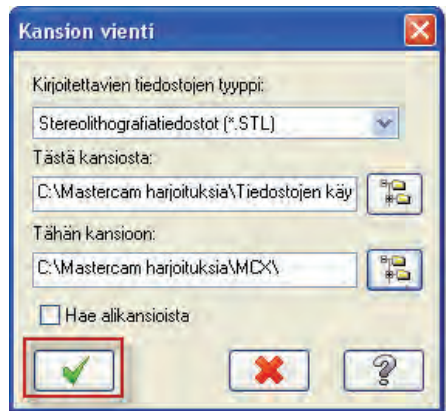 Kansion vienti
Kirjoitettavien tiedostojen tyyppi:
Stereolithografiatiedostot (*.STL)
Tästä kansiosta:
C:\Mastercam harjoituksia\Tiedostojen käy
Tähän kansioon:
C:\Mastercam harjoituksia\MCX\
Hae alikansioista
?